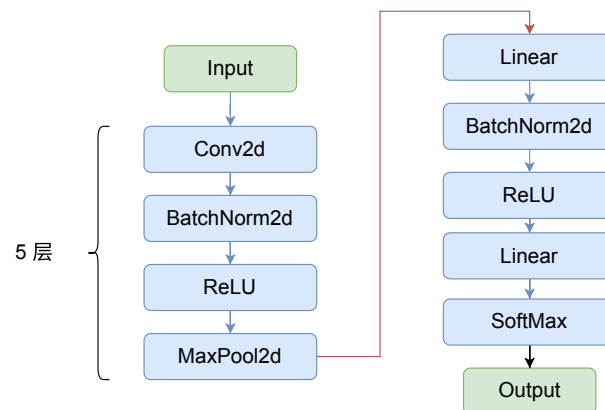 Input
Conv2d
BatchNorm2d
ReLU
MaxPool2d
5 层
Linear
BatchNorm2d
ReLU
Linear
SoftMax
Output